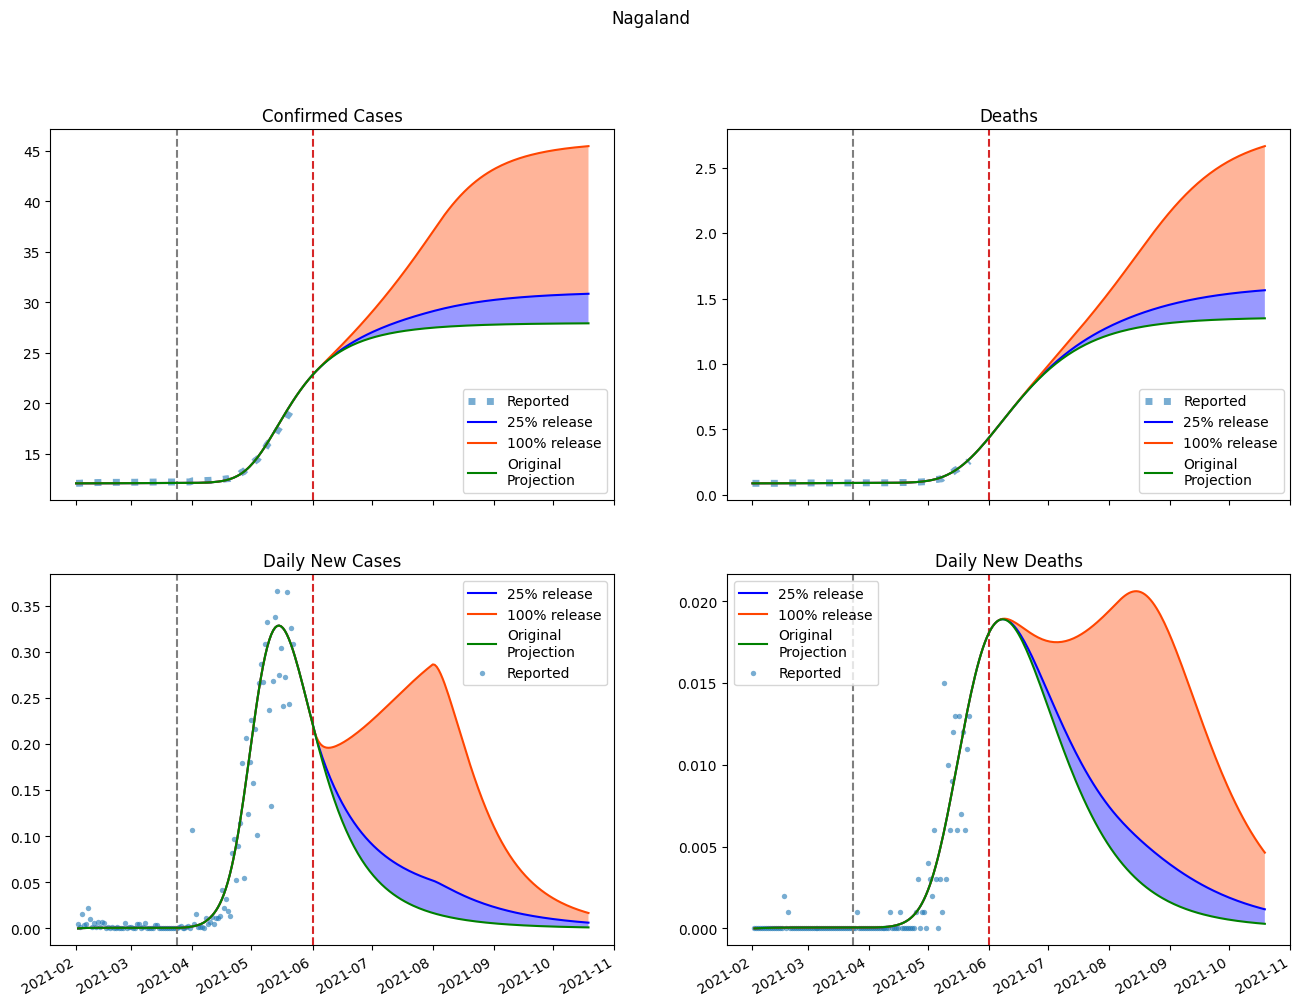 Nagaland
Confirmed Cases
45
40
35
30
25
20
15
Reported
25% release
100% release
Original
Projection
Deaths
2.5
2.0
1.5
1.0
0.5
0.0
Reported
25% release
100% release
Original
Projection
Daily New Cases
0.35
0.30
0.25
0.20
0.15
0.10
0.05
0.00
25% release
100% release
Original
Projection
Reported
2021-02
2021-03
2021-04
2021-05
2021-06
2021-07
2021-08
2021-09
2021-10
2021-11
Daily New Deaths
0.020
0.015
0.010
0.005
0.000
25% release
100% release
Original
Projection
Reported
2021-02
2021-03
2021-04
2021-05
2021-06
2021-07
2021-08
2021-09
2021-10
2021-11